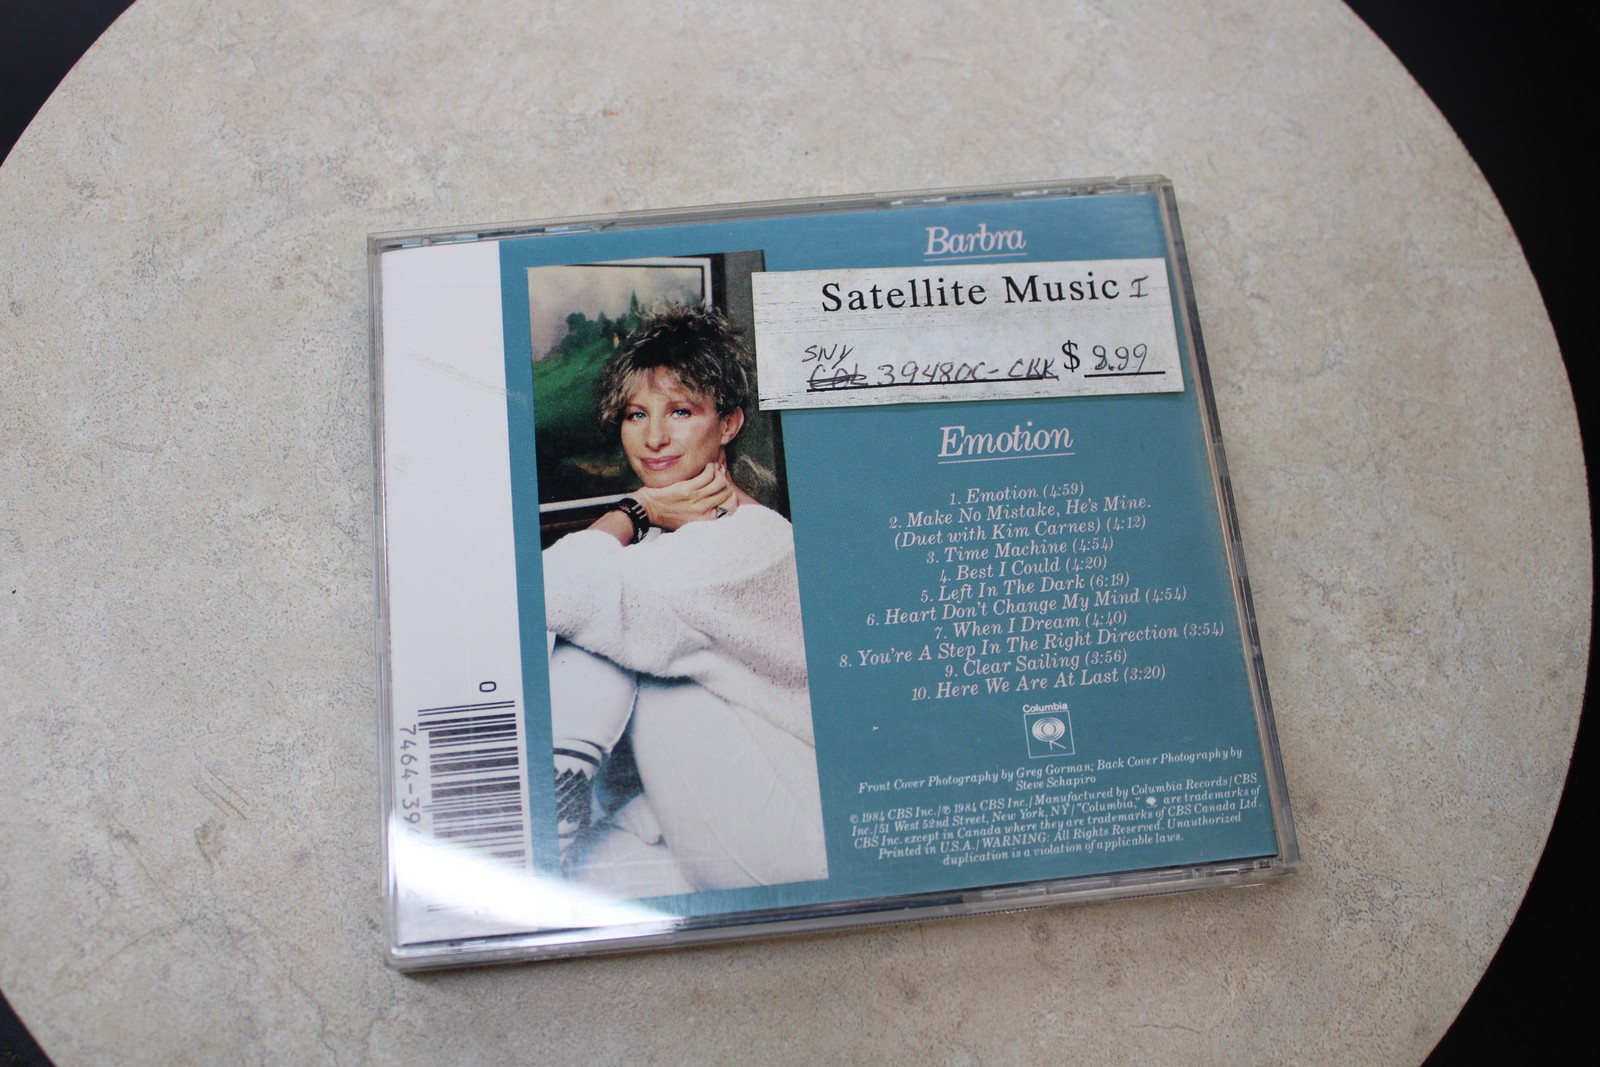 Barbra
Satellite Music I
SNY
39480C-CKK $ 9.99
Emotion
1. Emotion (4:59)
2. Make No Mistake, He's Mine.
(Duet with Kim Carnes) (4:12)
3. Time Machine (4:54)
4. Best I Could (4:20)
5. Left In The Dark (6:19)
6. Heart Don't Change My Mind (4:54)
7. When I Dream (4:40)
8. You're A Step In The Right Direction (3:54)
9. Clear Sailing (3:56)
10. Here We Are At Last (3:20)
Columbia
Front Cover Photography by Greg Gorman; Back Cover Photography by
Steve Schapiro
© 1984 CBS Inc./℗ 1984 CBS Inc./Manufactured by Columbia Records/CBS
Inc./51 West 52nd Street, New York, NY/"Columbia," are trademarks of
CBS Inc. except in Canada where they are trademarks of CBS Canada Ltd.
Printed in U.S.A./WARNING: All Rights Reserved. Unauthorized
duplication is a violation of applicable laws.
0
7464-39